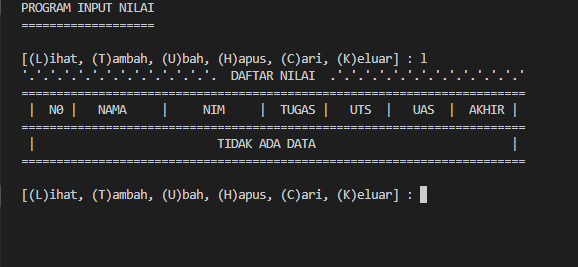 PROGRAM INPUT NILAI
===================
[(L)ihat, (T)ambah, (U)bah, (H)apus, (C)ari, (K)eluar] : l
'.'.'.'.'.'.'.'.'.'.'.'.'.'. DAFTAR NILAI .'.'.'.'.'.'.'.'.'.'.'.'.'.'
========================================================================
| N0 | NAMA | NIM | TUGAS | UTS | UAS | AKHIR |
========================================================================
| TIDAK ADA DATA |
========================================================================
[(L)ihat, (T)ambah, (U)bah, (H)apus, (C)ari, (K)eluar] :